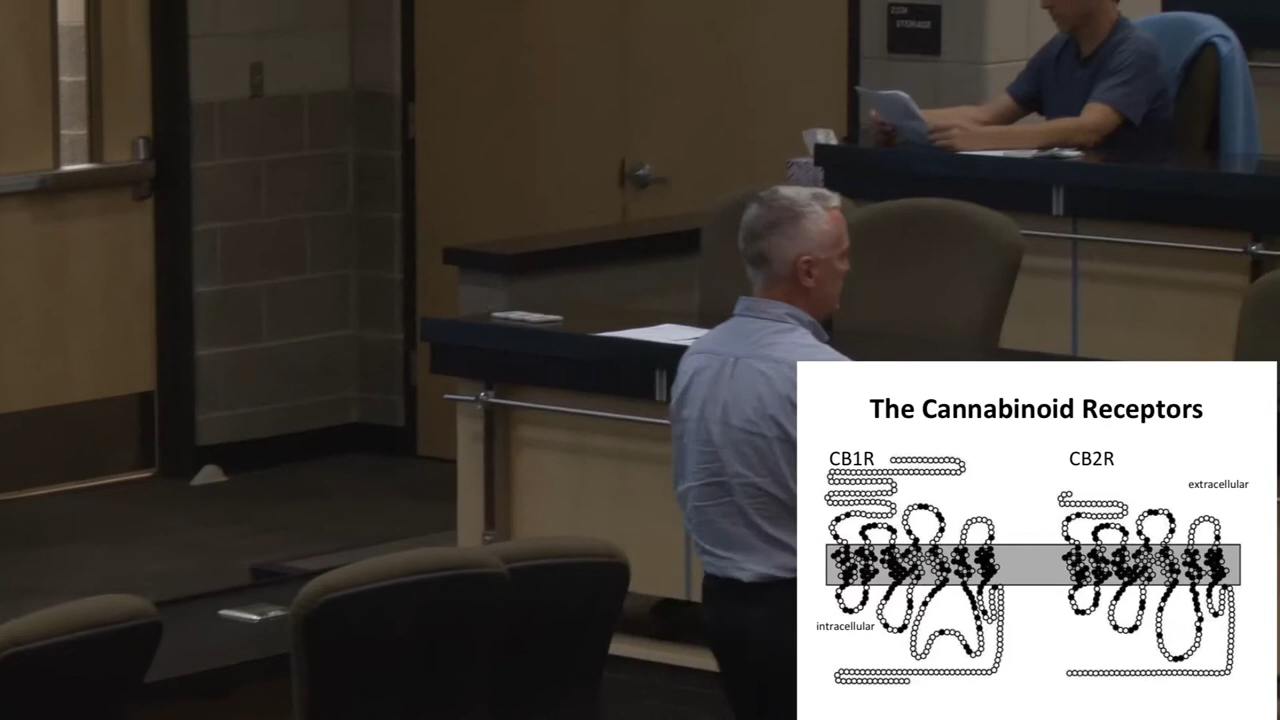 STORAGE
The Cannabinoid Receptors
CB1R
CB2R
extracellular
intracellular